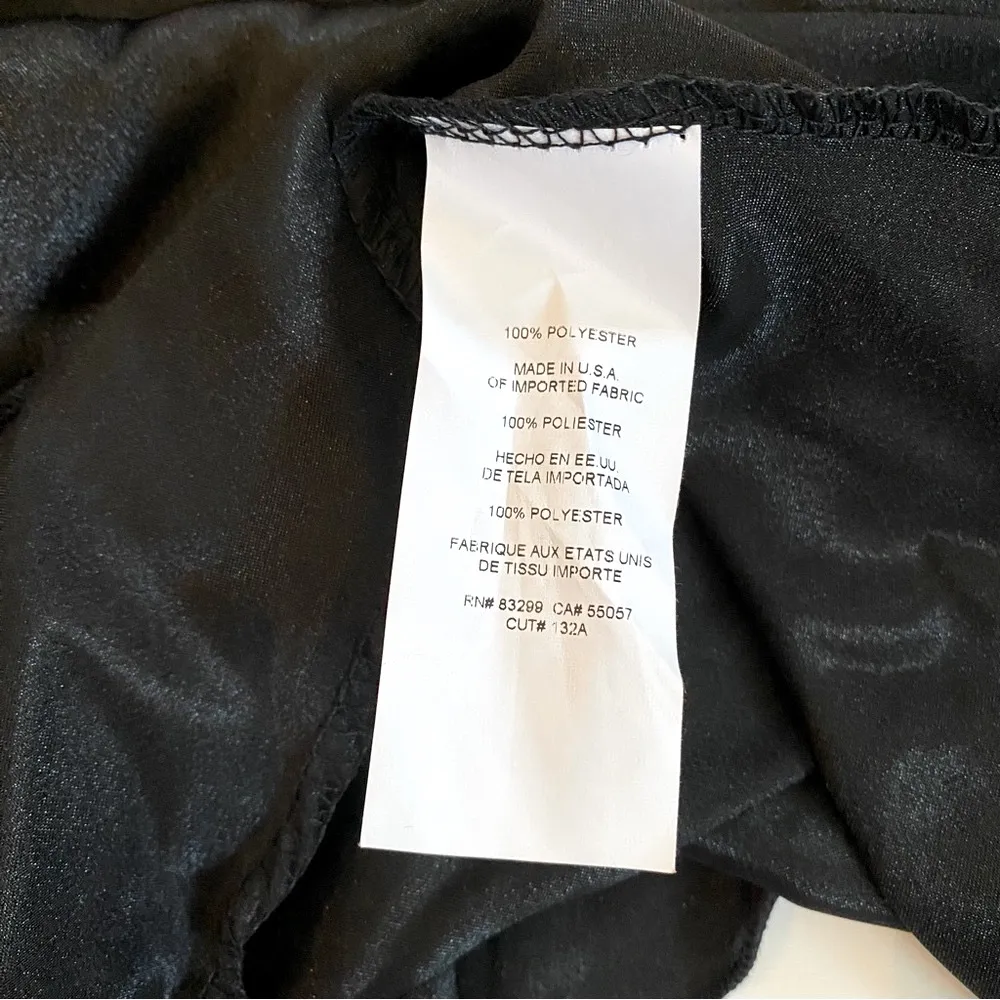 100% POLYESTER
MADE IN U.S.A.
OF IMPORTED FABRIC
100% POLIESTER
HECHO EN EE.UU.
DE TELA IMPORTADA
100% POLYESTER
FABRIQUE AUX ETATS UNIS
DE TISSU IMPORTE
RN# 83299 CA# 55057
CUT# 132A